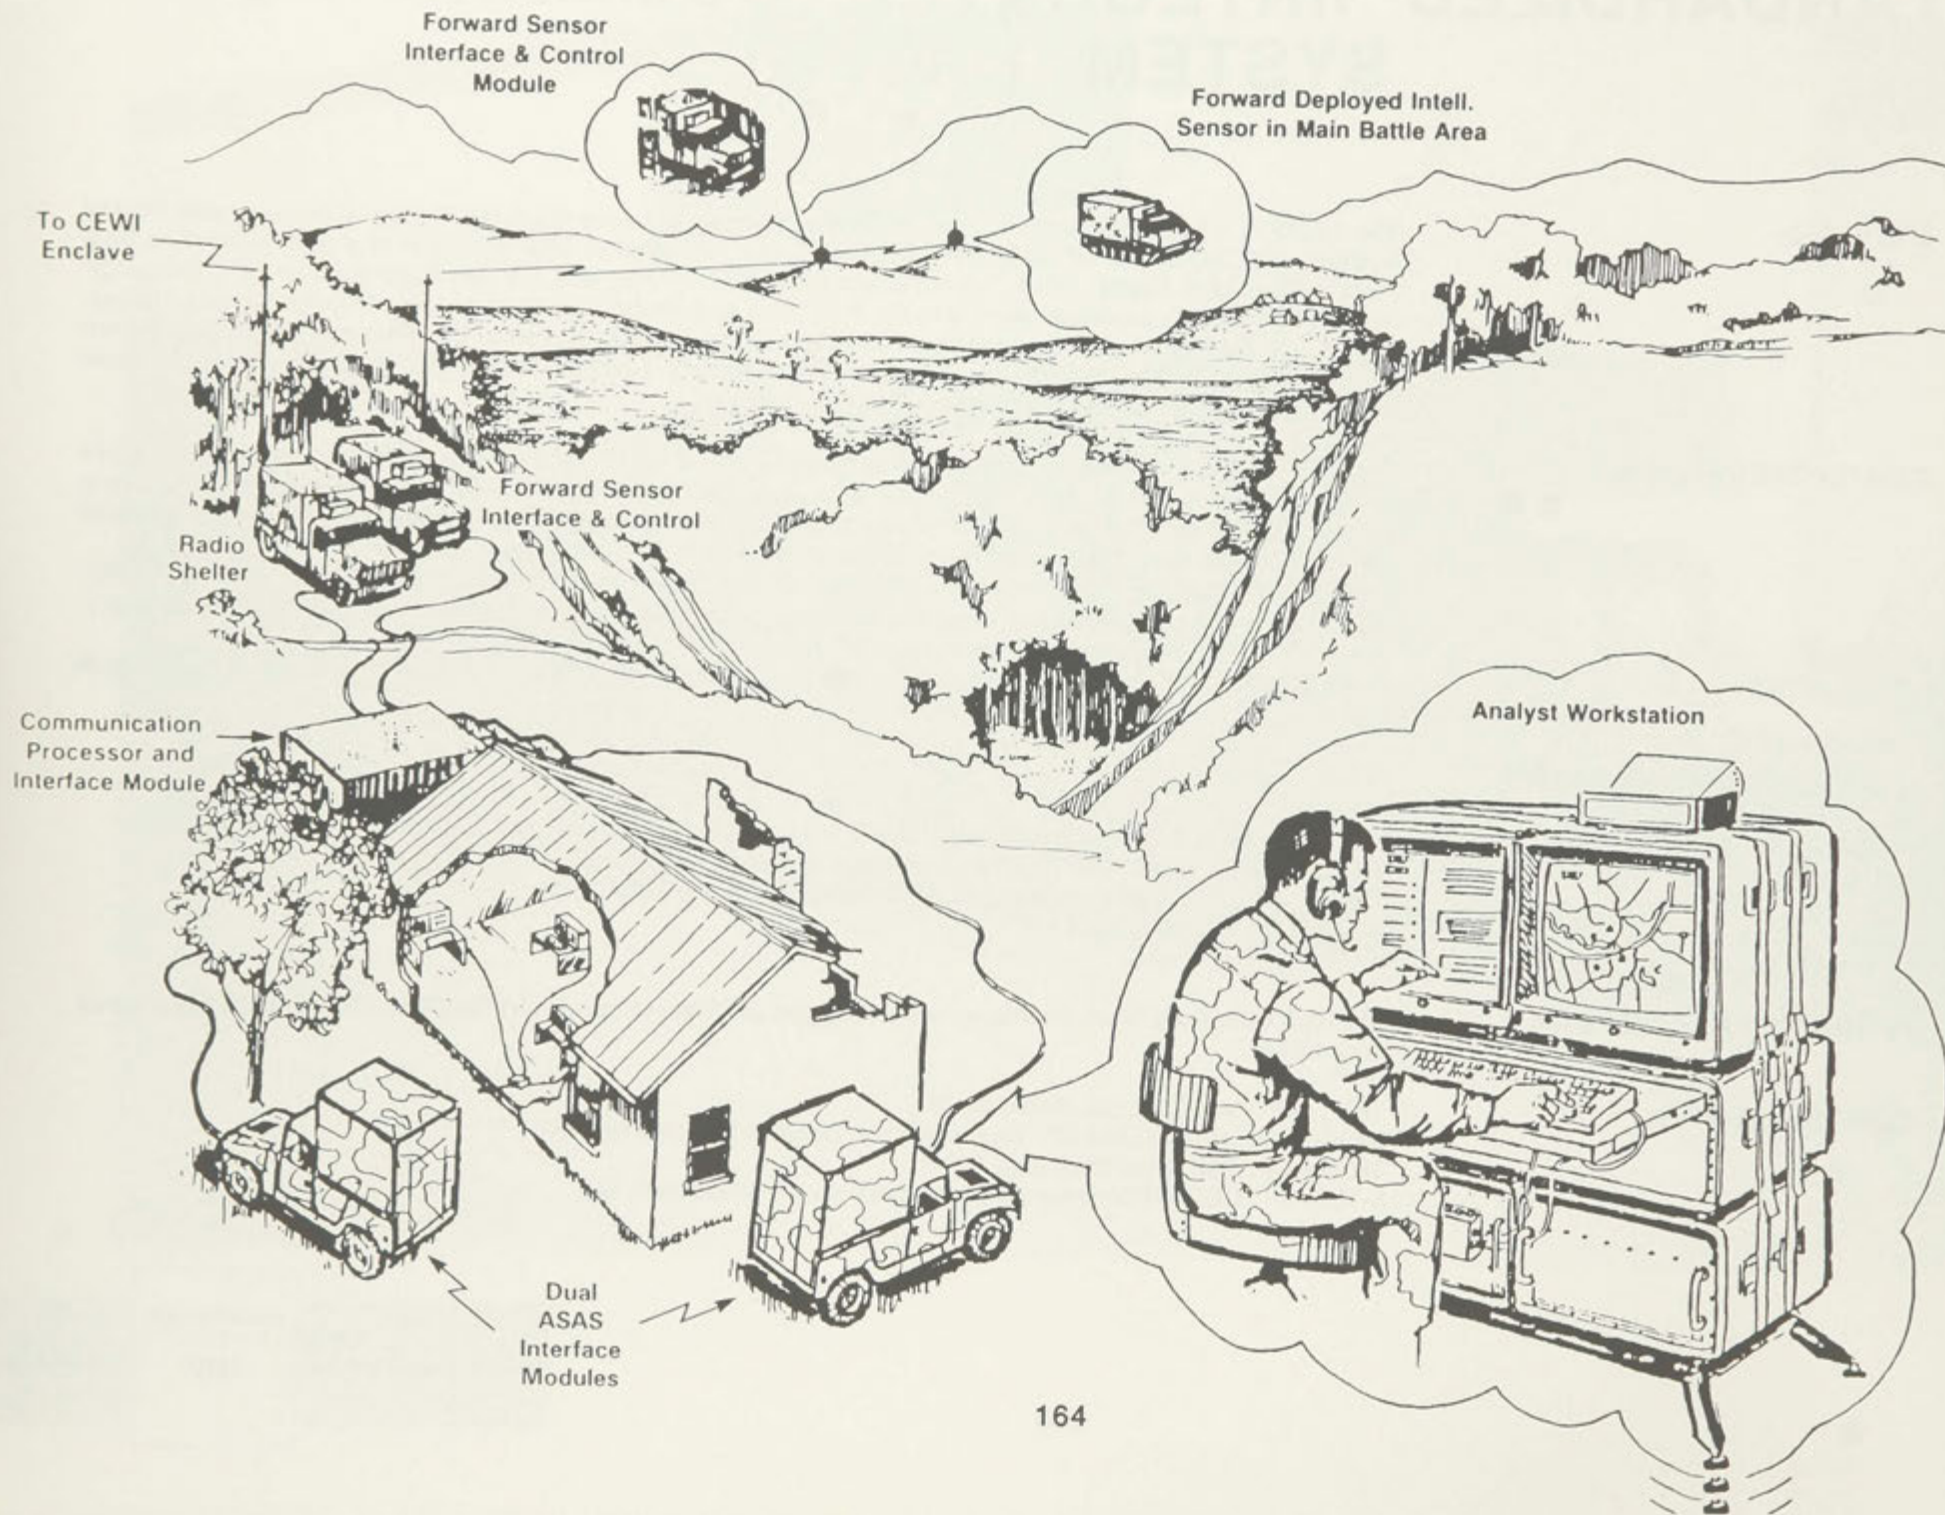 Forward Sensor
Interface & Control
Module
Forward Deployed Intell.
Sensor in Main Battle Area
To CEWI
Enclave
Forward Sensor
Interface & Control
Radio
Shelter
Communication
Processor and
Interface Module
Analyst Workstation
Dual
ASAS
Interface
Modules
164
SYSTEM